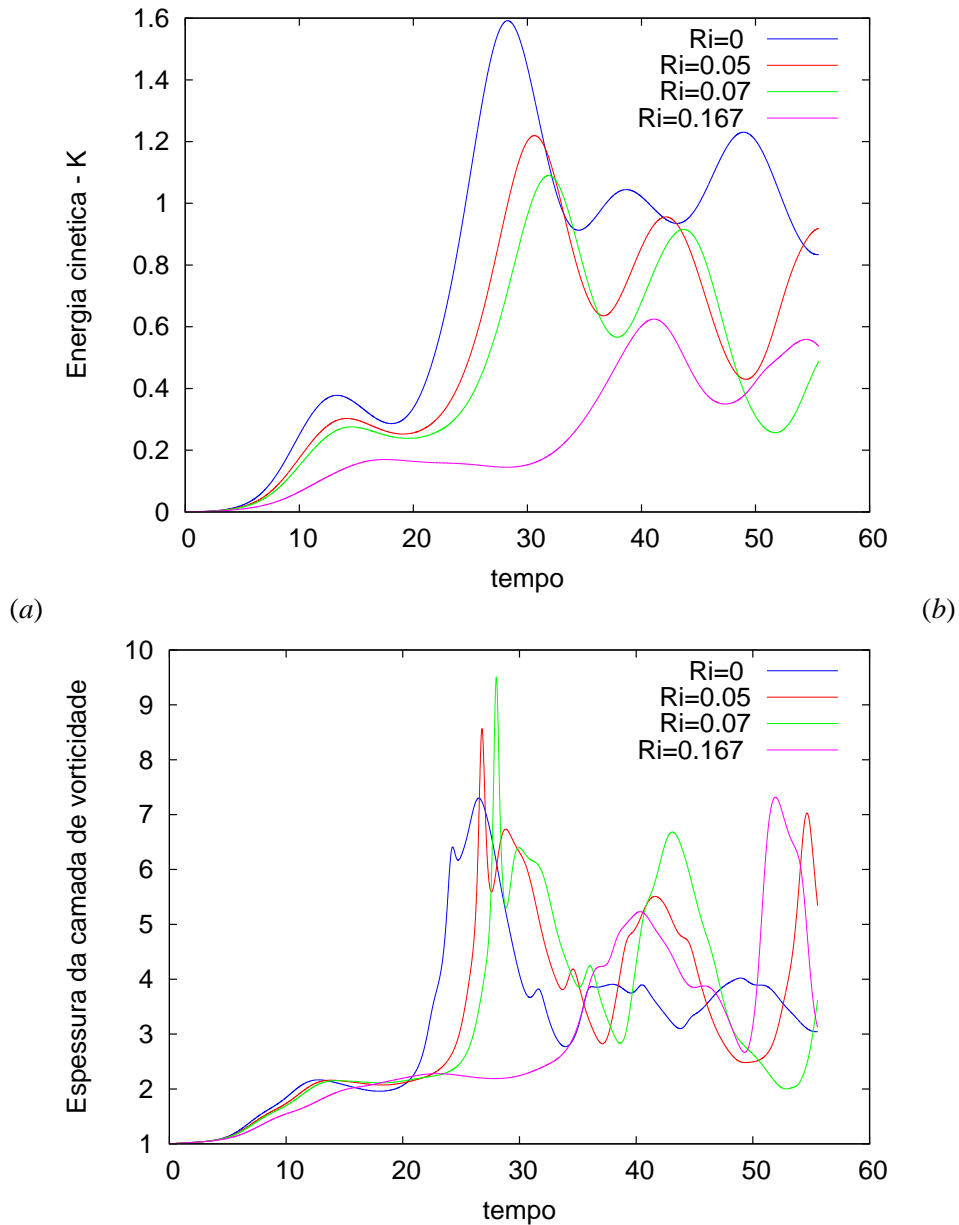 1.6
1.4
1.2
1
0.8
0.6
0.4
0.2
0
Energia cinetica - K
Ri=0
Ri=0.05
Ri=0.07
Ri=0.167
0 10 20 30 40 50 60
tempo
(a) (b)
10
9
8
7
6
5
4
3
2
1
Espessura da camada de vorticidade
Ri=0
Ri=0.05
Ri=0.07
Ri=0.167
0 10 20 30 40 50 60
tempo